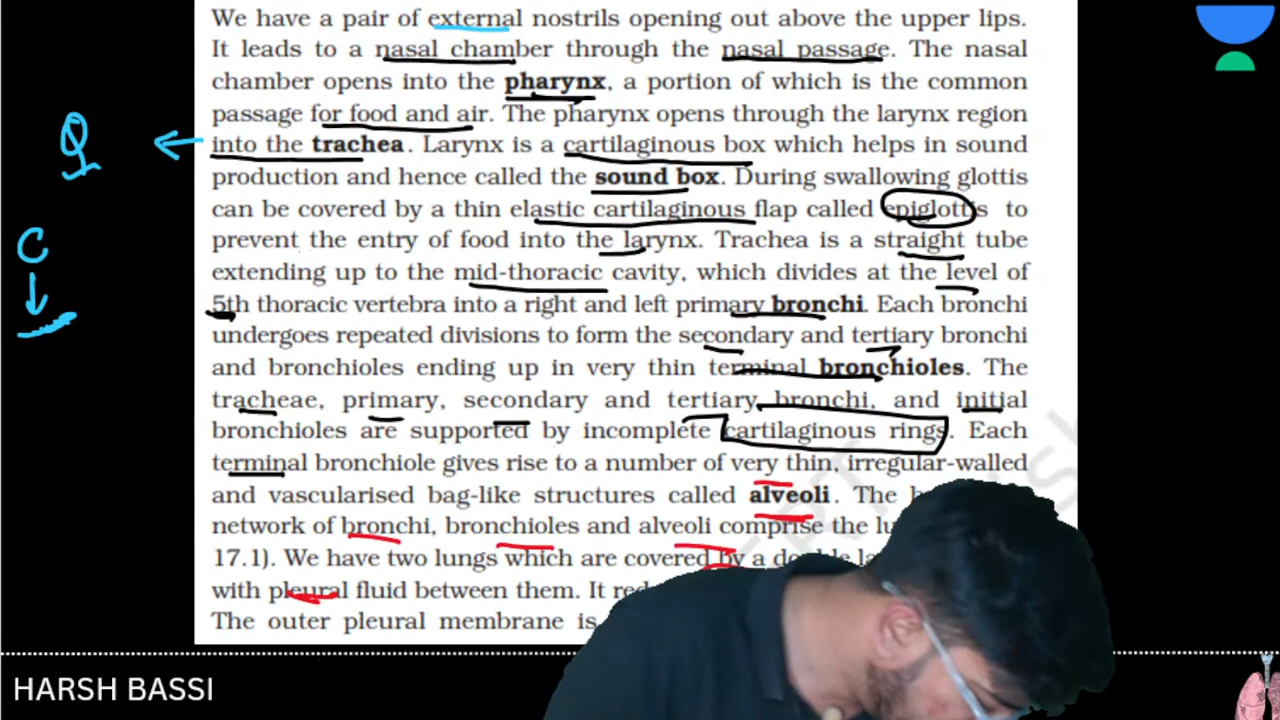 We have a pair of external nostrils opening out above the upper lips.
It leads to a nasal chamber through the nasal passage. The nasal
chamber opens into the pharynx, a portion of which is the common
passage for food and air. The pharynx opens through the larynx region
into the trachea. Larynx is a cartilaginous box which helps in sound
production and hence called the sound box. During swallowing glottis
can be covered by a thin elastic cartilaginous flap called epiglottis to
prevent the entry of food into the larynx. Trachea is a straight tube
C
extending up to the mid-thoracic cavity, which divides at the level of
5th thoracic vertebra into a right and left primary bronchi. Each bronchi
undergoes repeated divisions to form the secondary and tertiary bronchi
and bronchioles ending up in very thin terminal bronchioles. The
tracheae, primary, secondary and tertiary bronchi, and initial
bronchioles are supported by incomplete cartilaginous rings. Each
terminal bronchiole gives rise to a number of very thin, irregular-walled
and vascularised bag-like structures called alveoli. The
network of bronchi, bronchioles and alveoli comprise the
17.1). We have two lungs which are covered by a
with pleural fluid between them. It
The outer pleural membrane is
HARSH BASSI